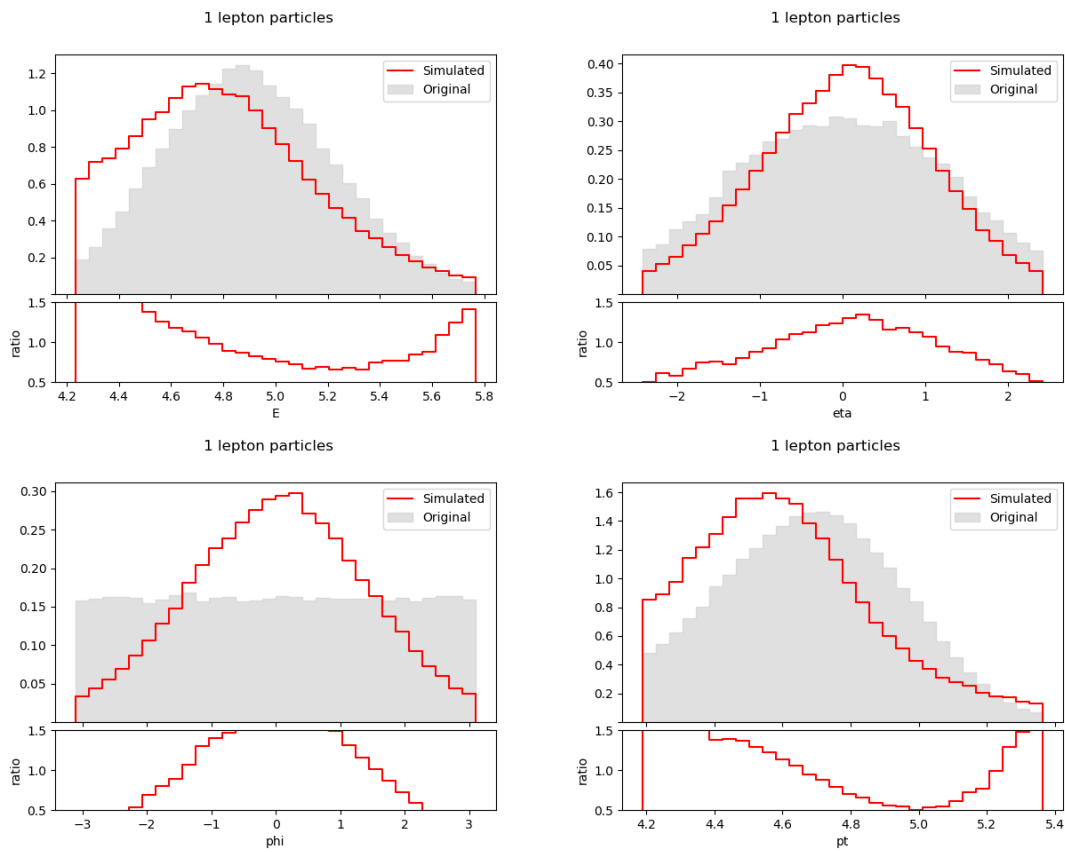 1 lepton particles
1.2
1.0
0.8
0.6
0.4
0.2
Simulated
Original
1.5
1.0
0.5
ratio
4.2 4.4 4.6 4.8 5.0 5.2 5.4 5.6 5.8
E
1 lepton particles
0.40
0.35
0.30
0.25
0.20
0.15
0.10
0.05
Simulated
Original
1.5
1.0
0.5
ratio
−2 −1 0 1 2
eta
1 lepton particles
0.30
0.25
0.20
0.15
0.10
0.05
Simulated
Original
1.5
1.0
0.5
ratio
−3 −2 −1 0 1 2 3
phi
1 lepton particles
1.6
1.4
1.2
1.0
0.8
0.6
0.4
0.2
Simulated
Original
1.5
1.0
0.5
ratio
4.2 4.4 4.6 4.8 5.0 5.2 5.4
pt